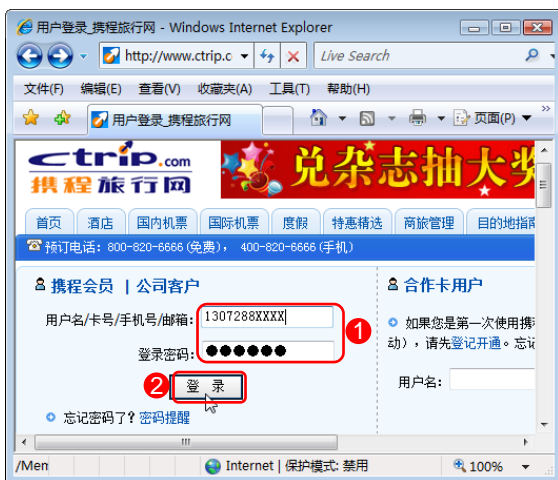 用户登录_携程旅行网 - Windows Internet Explorer
http://www.ctrip.c
Live Search
文件(F) 编辑(E) 查看(V) 收藏夹(A) 工具(T) 帮助(H)
用户登录_携程旅行网 页面(P)
ctrip.com
携程旅行网
兑杂志抽大奖
首页 酒店 国内机票 国际机票 度假 特惠精选 商旅管理 目的地指南
预订电话: 800-820-6666 (免费), 400-820-6666 (手机)
携程会员 | 公司客户
用户名/卡号/手机号/邮箱: 1307288XXXX
1
登录密码: ●●●●●●
2 登 录
忘记密码了? 密码提醒
合作卡用户
如果您是第一次使用携
动), 请先登记开通。忘记
用户名:
/Men Internet | 保护模式: 禁用 100%